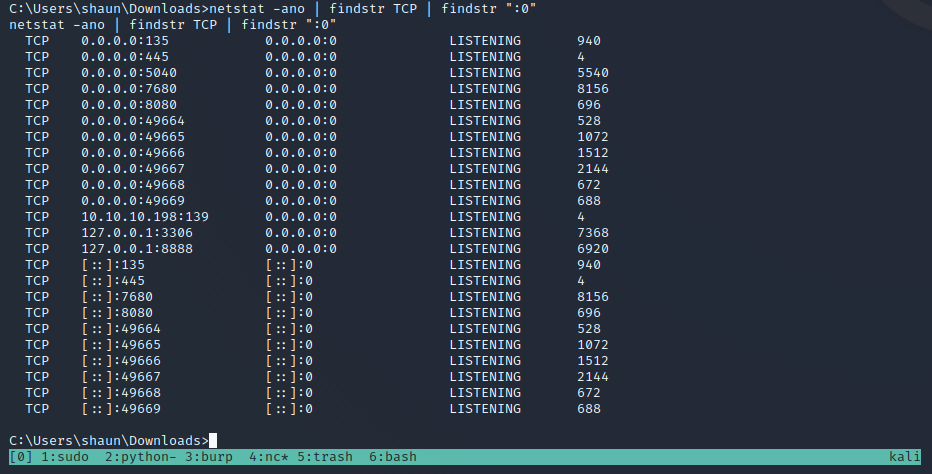 C:\Users\shaun\Downloads>netstat -ano | findstr TCP | findstr ":0"
netstat -ano | findstr TCP | findstr ":0"
  TCP    0.0.0.0:135            0.0.0.0:0              LISTENING       940
  TCP    0.0.0.0:445            0.0.0.0:0              LISTENING       4
  TCP    0.0.0.0:5040           0.0.0.0:0              LISTENING       5540
  TCP    0.0.0.0:7680           0.0.0.0:0              LISTENING       8156
  TCP    0.0.0.0:8080           0.0.0.0:0              LISTENING       696
  TCP    0.0.0.0:49664          0.0.0.0:0              LISTENING       528
  TCP    0.0.0.0:49665          0.0.0.0:0              LISTENING       1072
  TCP    0.0.0.0:49666          0.0.0.0:0              LISTENING       1512
  TCP    0.0.0.0:49667          0.0.0.0:0              LISTENING       2144
  TCP    0.0.0.0:49668          0.0.0.0:0              LISTENING       672
  TCP    0.0.0.0:49669          0.0.0.0:0              LISTENING       688
  TCP    10.10.10.198:139       0.0.0.0:0              LISTENING       4
  TCP    127.0.0.1:3306         0.0.0.0:0              LISTENING       7368
  TCP    127.0.0.1:8888         0.0.0.0:0              LISTENING       6920
  TCP    [::]:135               [::]:0                 LISTENING       940
  TCP    [::]:445               [::]:0                 LISTENING       4
  TCP    [::]:7680              [::]:0                 LISTENING       8156
  TCP    [::]:8080              [::]:0                 LISTENING       696
  TCP    [::]:49664             [::]:0                 LISTENING       528
  TCP    [::]:49665             [::]:0                 LISTENING       1072
  TCP    [::]:49666             [::]:0                 LISTENING       1512
  TCP    [::]:49667             [::]:0                 LISTENING       2144
  TCP    [::]:49668             [::]:0                 LISTENING       672
  TCP    [::]:49669             [::]:0                 LISTENING       688
C:\Users\shaun\Downloads>
[0] 1:sudo  2:python- 3:burp  4:nc* 5:trash  6:bash kali